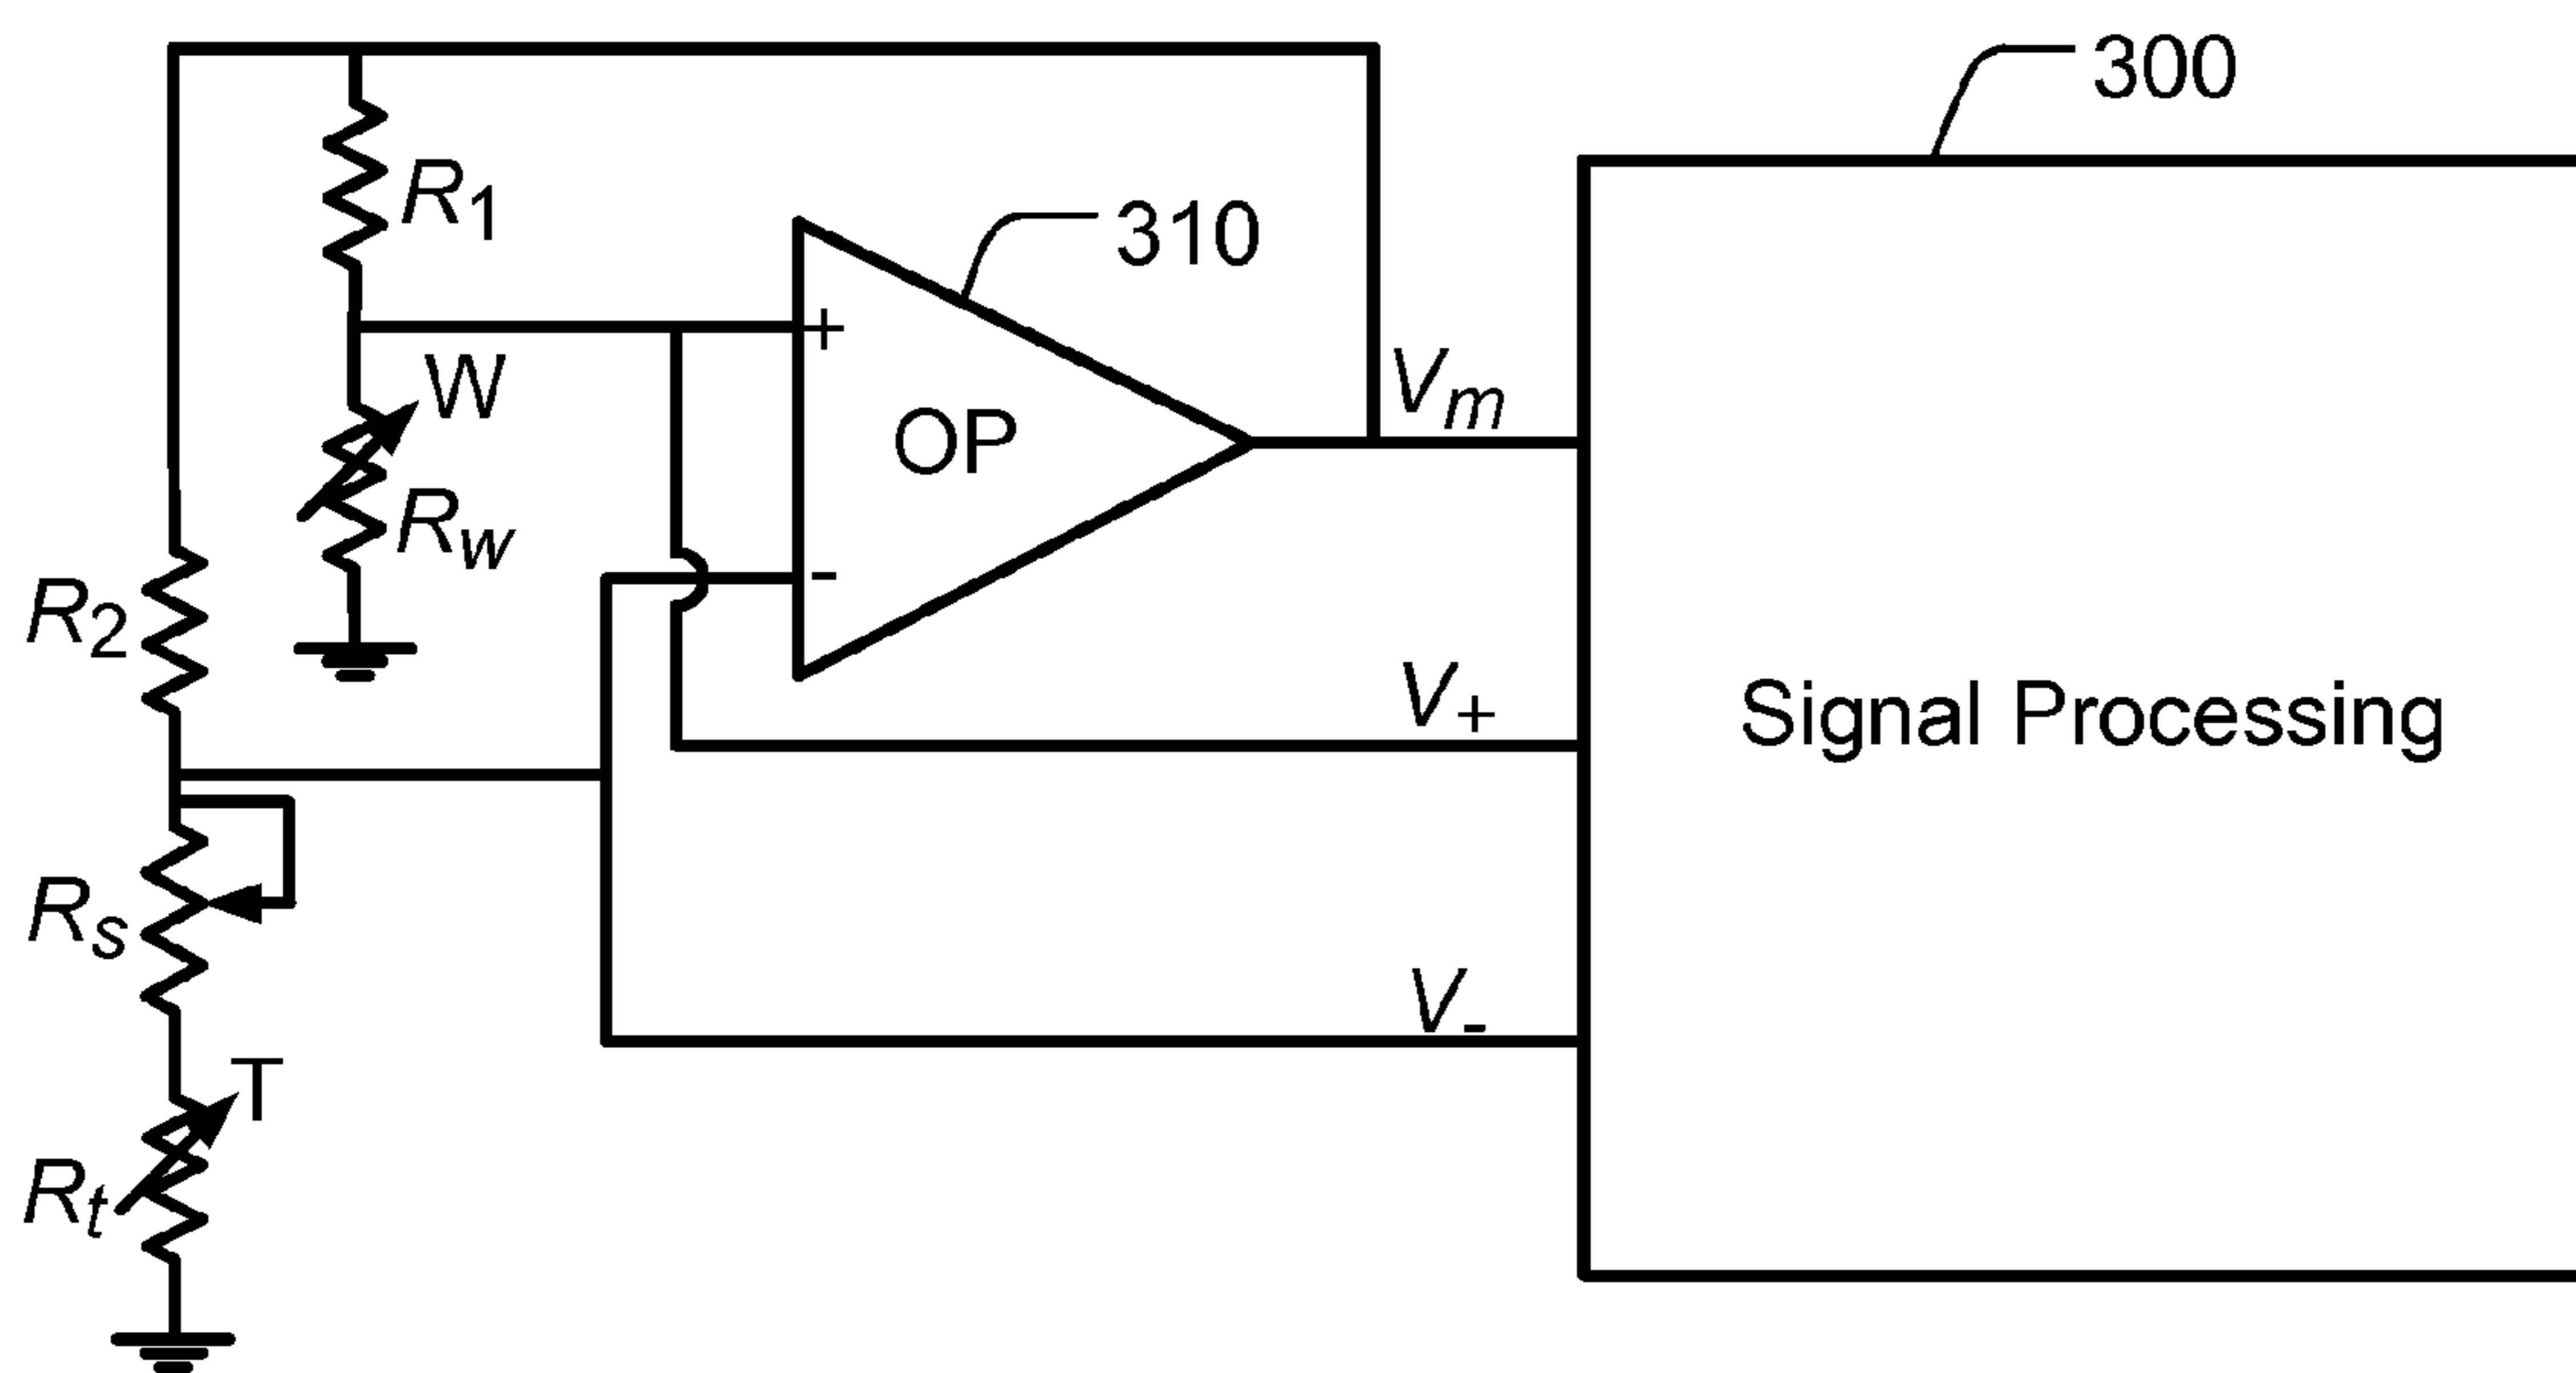 300
310
R1
+
W
OP
Vm
Rw
-
R2
V+
Signal Processing
Rs
V-
T
Rt